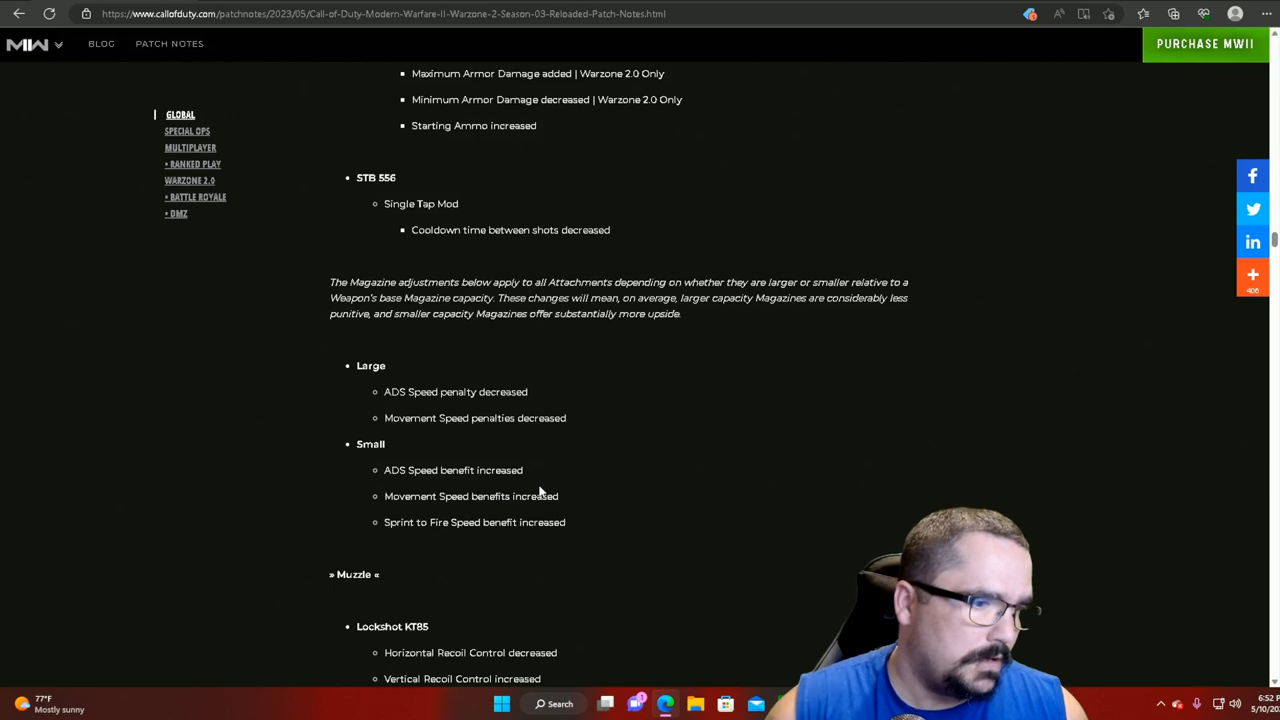 https://www.callofduty.com/patchnotes/2023/05/Call-of-Duty-Modern-Warfare-II-Warzone-2-Season-03-Reloaded-Patch-Notes.html
MWII
BLOG
PATCH NOTES
PURCHASE MWII
GLOBAL
SPECIAL OPS
MULTIPLAYER
• RANKED PLAY
WARZONE 2.0
• BATTLE ROYALE
• DMZ
Maximum Armor Damage added | Warzone 2.0 Only
Minimum Armor Damage decreased | Warzone 2.0 Only
Starting Ammo increased
STB 556
Single Tap Mod
Cooldown time between shots decreased
The Magazine adjustments below apply to all Attachments depending on whether they are larger or smaller relative to a
Weapon's base Magazine capacity. These changes will mean, on average, larger capacity Magazines are considerably less
punitive, and smaller capacity Magazines offer substantially more upside.
Large
ADS Speed penalty decreased
Movement Speed penalties decreased
Small
ADS Speed benefit increased
Movement Speed benefits increased
Sprint to Fire Speed benefit increased
» Muzzle «
Lockshot KT85
Horizontal Recoil Control decreased
Vertical Recoil Control increased
406
77°F
Mostly sunny
Search
6:52
5/10/20